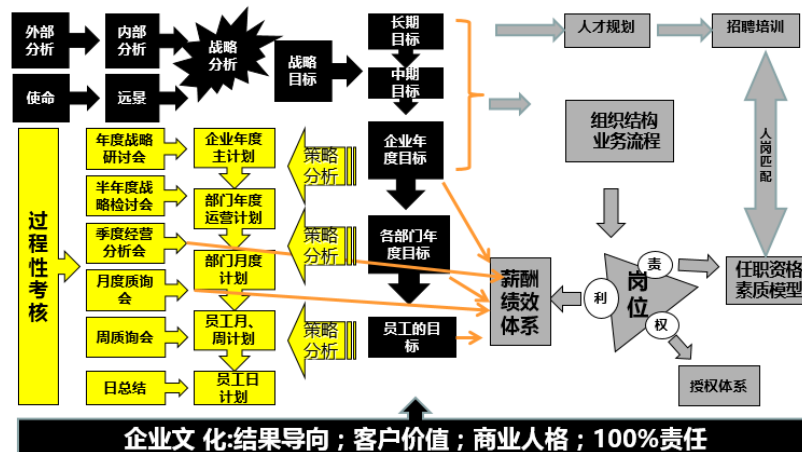 外部
分析
内部
分析
战略
分析
战略
目标
长期
目标
人才规划
招聘培训
使命
远景
中期
目标
组织结构
业务流程
人岗匹配
过程性考核
年度战略
研讨会
企业年度
主计划
策略
分析
企业年
度目标
半年度战
略检讨会
部门年度
运营计划
季度经营
分析会
策略
分析
各部门年
度目标
部门月度
计划
月度质询
会
薪酬
绩效
体系
利
岗
位
责
权
任职资格
素质模型
周质询会
员工月、
周计划
策略
分析
员工的目
标
日总结
员工日
计划
授权体系
企业文 化:结果导向；客户价值；商业人格；100%责任